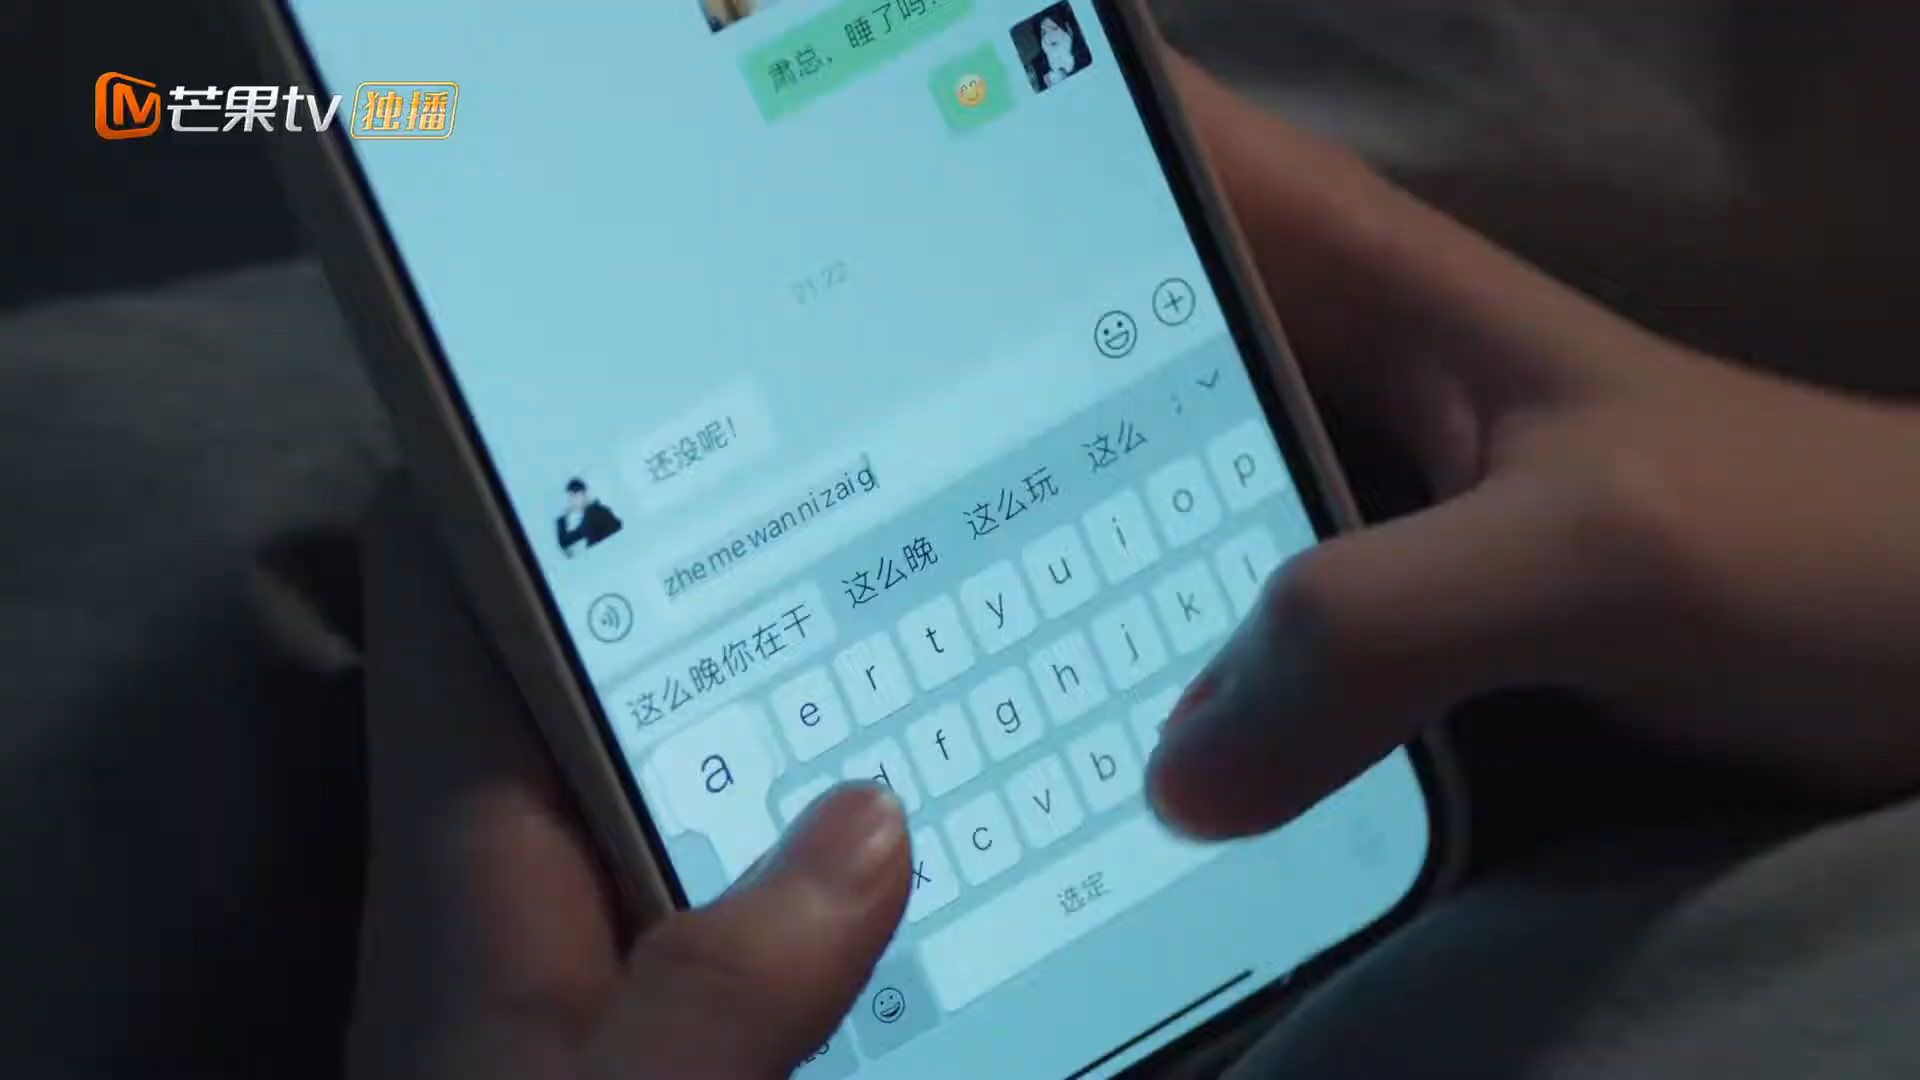 芒果tv 独播
肃总，睡了吗？
21:22
还没呢！
zhe me wan ni zai g
这么晚你在干 这么晚 这么玩 这么
e r t y u i o p
a d f g h j k l
x c v b
选定